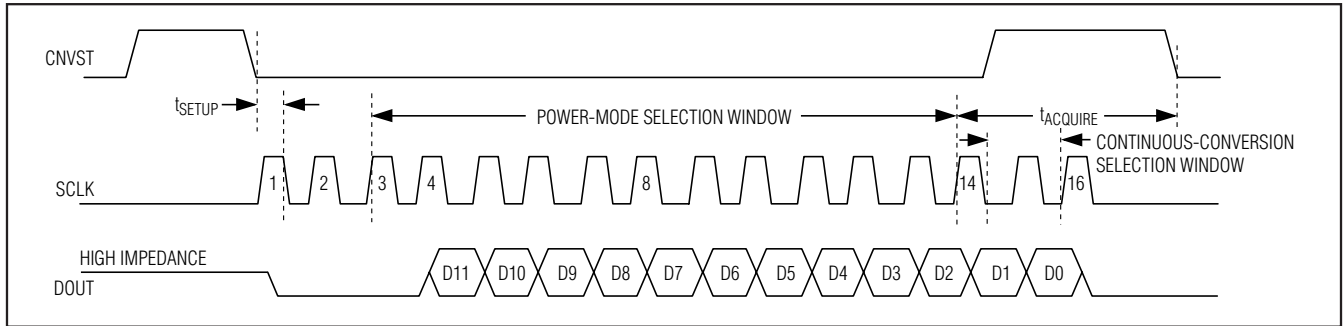 CNVST
tSETUP
POWER-MODE SELECTION WINDOW
tACQUIRE
CONTINUOUS-CONVERSION
SELECTION WINDOW
SCLK
1 2 3 4 8 14 16
HIGH IMPEDANCE
DOUT
D11 D10 D9 D8 D7 D6 D5 D4 D3 D2 D1 D0